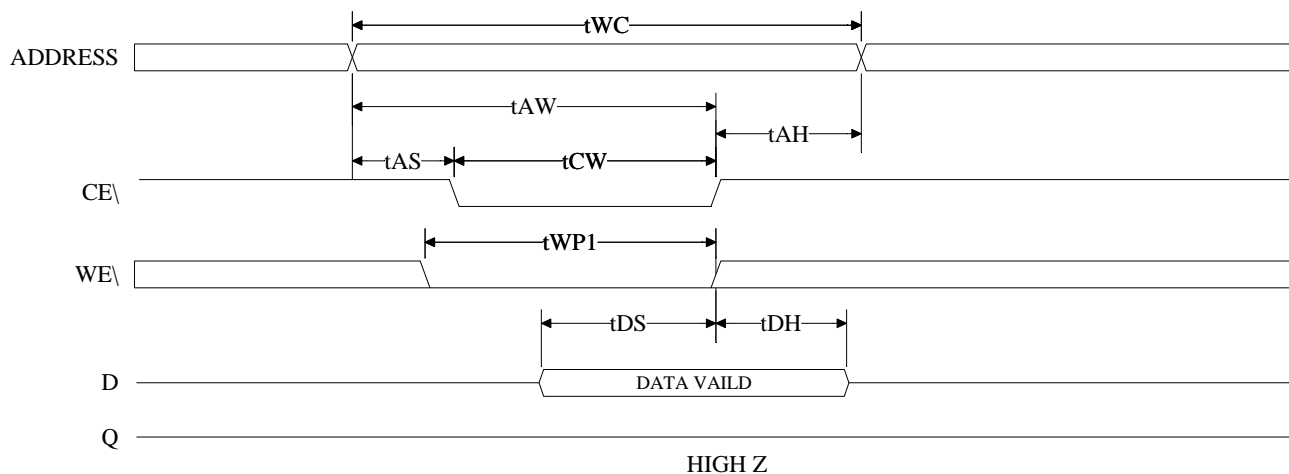 tWC
ADDRESS
tAW
tAH
tAS
tCW
CE\
tWP1
WE\
tDS
tDH
D
DATA VAILD
Q
HIGH Z